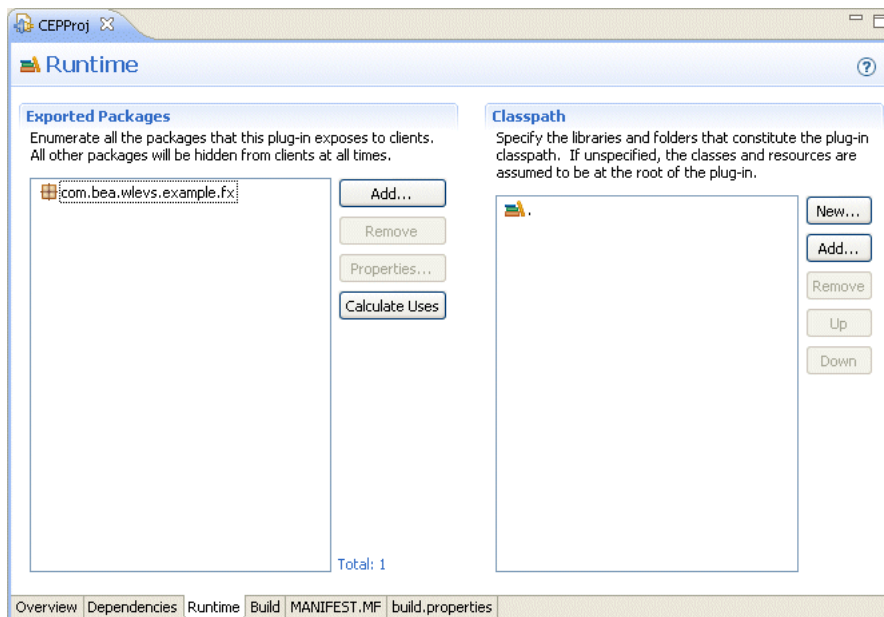 CEPProj
Runtime
Exported Packages
Enumerate all the packages that this plug-in exposes to clients.
All other packages will be hidden from clients at all times.
com.bea.wlevs.example.fx
Add...
Remove
Properties...
Calculate Uses
Total: 1
Classpath
Specify the libraries and folders that constitute the plug-in
classpath. If unspecified, the classes and resources are
assumed to be at the root of the plug-in.
.
New...
Add...
Remove
Up
Down
Overview Dependencies Runtime Build MANIFEST.MF build.properties